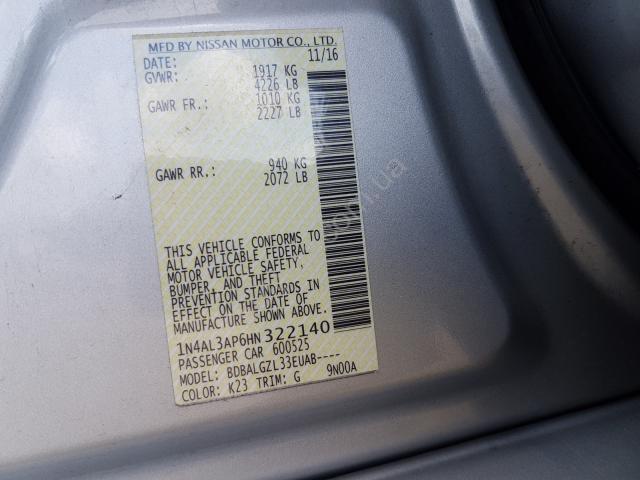 MFD BY NISSAN MOTOR CO., LTD.
DATE: 11/16
GVWR: 1917 KG
4226 LB
GAWR FR.: 1010 KG
2227 LB
GAWR RR.: 940 KG
2072 LB
THIS VEHICLE CONFORMS TO
ALL APPLICABLE FEDERAL
MOTOR VEHICLE SAFETY,
BUMPER, AND THEFT
PREVENTION STANDARDS IN
EFFECT ON THE DATE OF
MANUFACTURE SHOWN ABOVE.
1N4AL3AP6HN322140
PASSENGER CAR 600525
MODEL: BDBALGZL33EUAB----
COLOR: K23 TRIM: G 9N00A